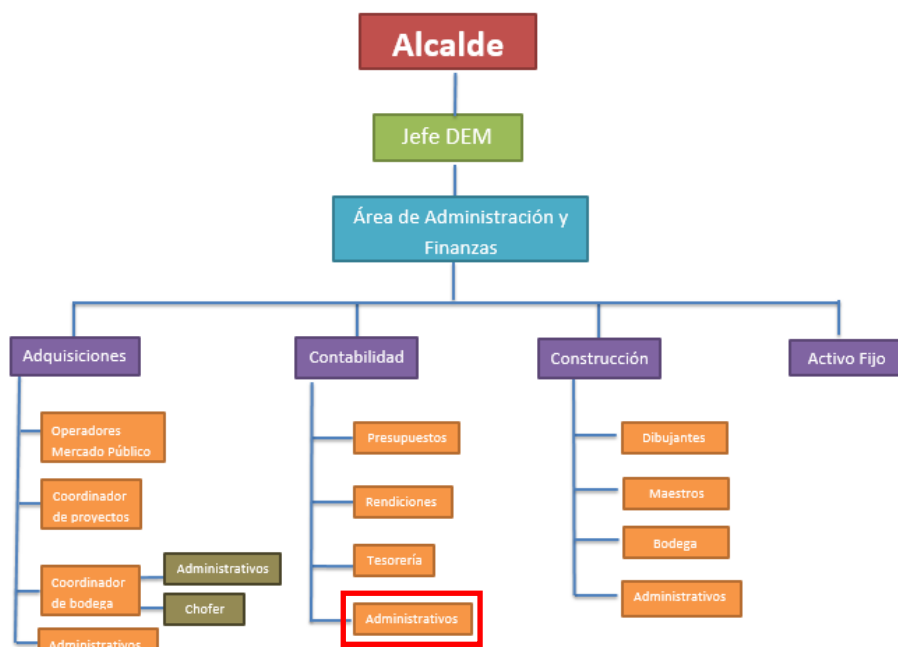 Alcalde
Jefe DEM
Área de Administración y
Finanzas
Adquisiciones
Contabilidad
Construcción
Activo Fijo
Operadores
Mercado Público
Coordinador
de proyectos
Coordinador
de bodega
Administrativos
Chofer
Administrativos
Presupuestos
Rendiciones
Tesorería
Administrativos
Dibujantes
Maestros
Bodega
Administrativos